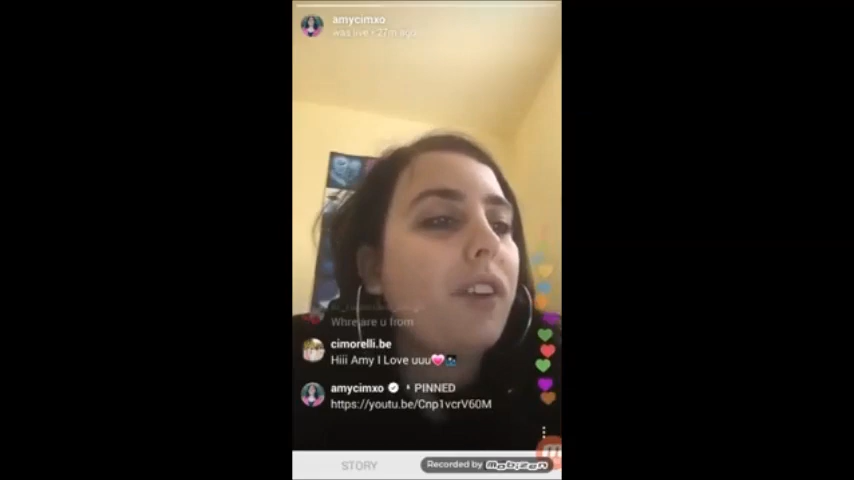 amycimxo
was live • 27m ago
Whre are u from
cimorelli.be
Hiii Amy I Love uuu
amycimxo PINNED
https://youtu.be/Cnp1vcrV60M
STORY
Recorded by mobizen